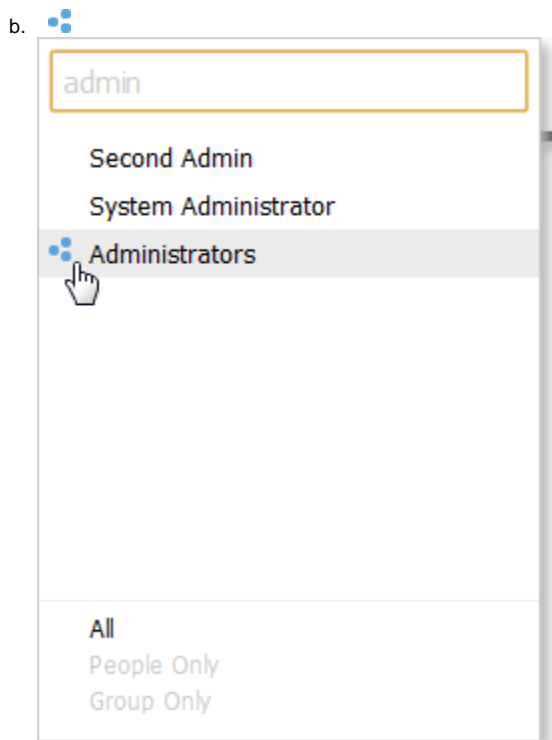 b.
admin
Second Admin
System Administrator
Administrators
All
People Only
Group Only